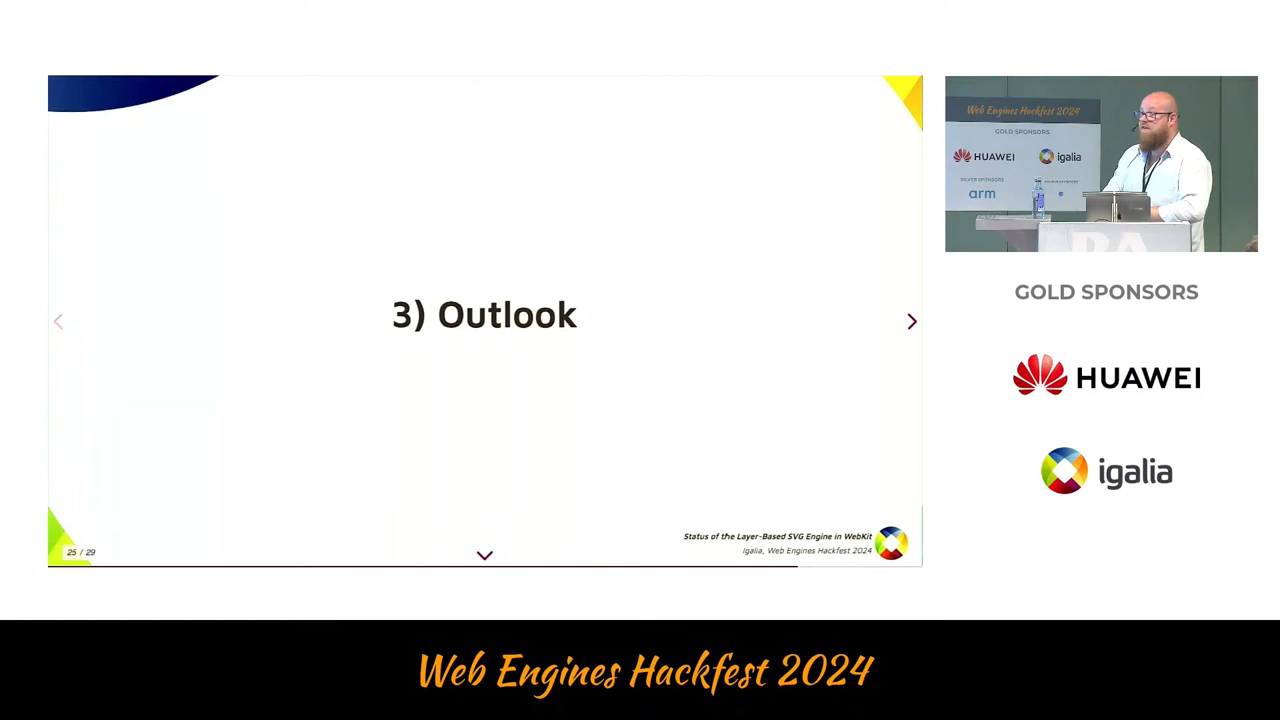 3) Outlook
25 / 29
Status of the Layer-Based SVG Engine in WebKit
Igalia, Web Engines Hackfest 2024
Web Engines Hackfest 2024
GOLD SPONSORS
HUAWEI
igalia
SILVER SPONSORS
arm
GOLD SPONSORS
HUAWEI
igalia
Web Engines Hackfest 2024